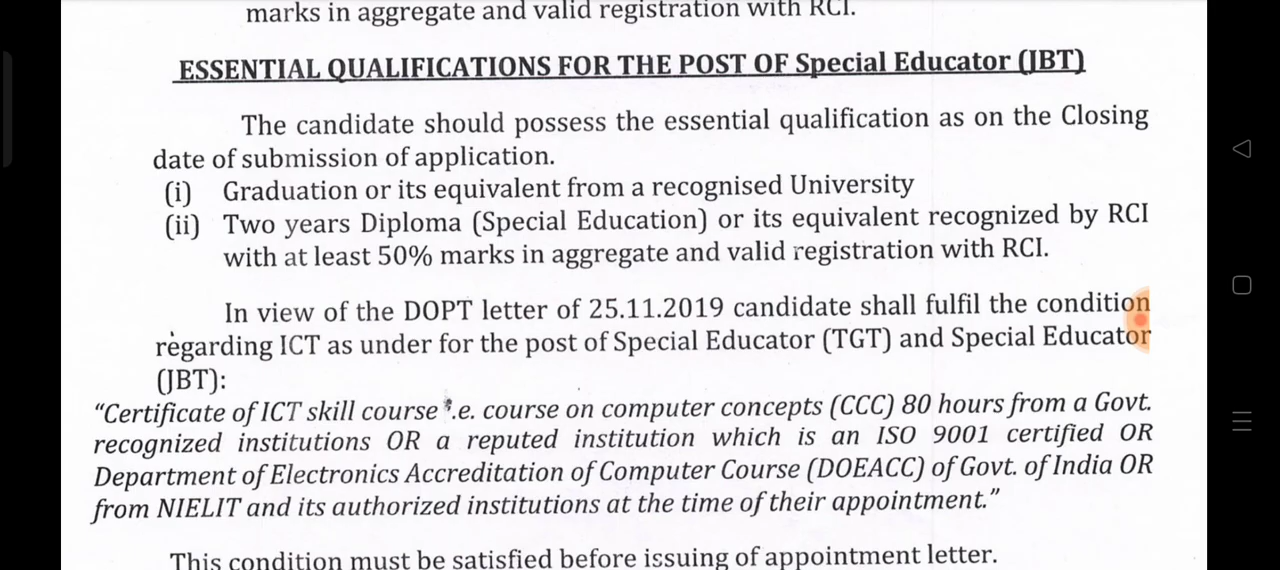 marks in aggregate and valid registration with RCI.
ESSENTIAL QUALIFICATIONS FOR THE POST OF Special Educator (JBT)
The candidate should possess the essential qualification as on the Closing
date of submission of application.
(i) Graduation or its equivalent from a recognised University
(ii) Two years Diploma (Special Education) or its equivalent recognized by RCI
with at least 50% marks in aggregate and valid registration with RCI.
In view of the DOPT letter of 25.11.2019 candidate shall fulfil the condition
regarding ICT as under for the post of Special Educator (TGT) and Special Educator
(JBT):
“Certificate of ICT skill course i.e. course on computer concepts (CCC) 80 hours from a Govt.
recognized institutions OR a reputed institution which is an ISO 9001 certified OR
Department of Electronics Accreditation of Computer Course (DOEACC) of Govt. of India OR
from NIELIT and its authorized institutions at the time of their appointment.”
This condition must be satisfied before issuing of appointment letter.